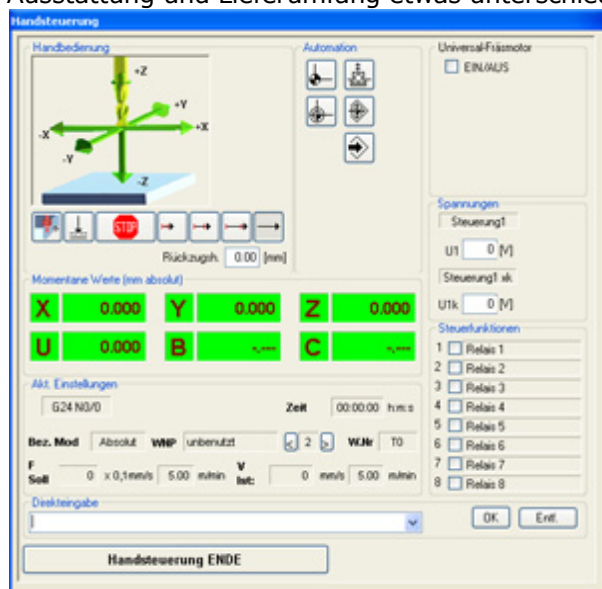 Ausstattung und Lieferumfang etwas unterschied
Handsteuerung
Handbedienung
Automation
Universal-Fräsmotor
EIN/AUS
+Z
+Y
-X
+X
-Y
-Z
STOP
Rückzugsh. 0.00 [mm]
Spannungen
Steuerung1
U1 0 [V]
Steuerung1 xk
U1k 0 [V]
Momentane Werte (mm absolut)
X 0.000 Y 0.000 Z 0.000
U 0.000 B -.--- C -.---
Steuerfunktionen
1 Relais 1
2 Relais 2
3 Relais 3
4 Relais 4
5 Relais 5
6 Relais 6
7 Relais 7
8 Relais 8
Akt. Einstellungen
G24 N0/0 Zeit 00:00:00 h:m:s
Bez. Mod Absolut WNP unbenutzt < 2 > W.Nr T0
F Soll 0 x 0,1mm/s 5.00 m/min V Ist: 0 mm/s 5.00 m/min
Direkteingabe
OK Entf.
Handsteuerung ENDE